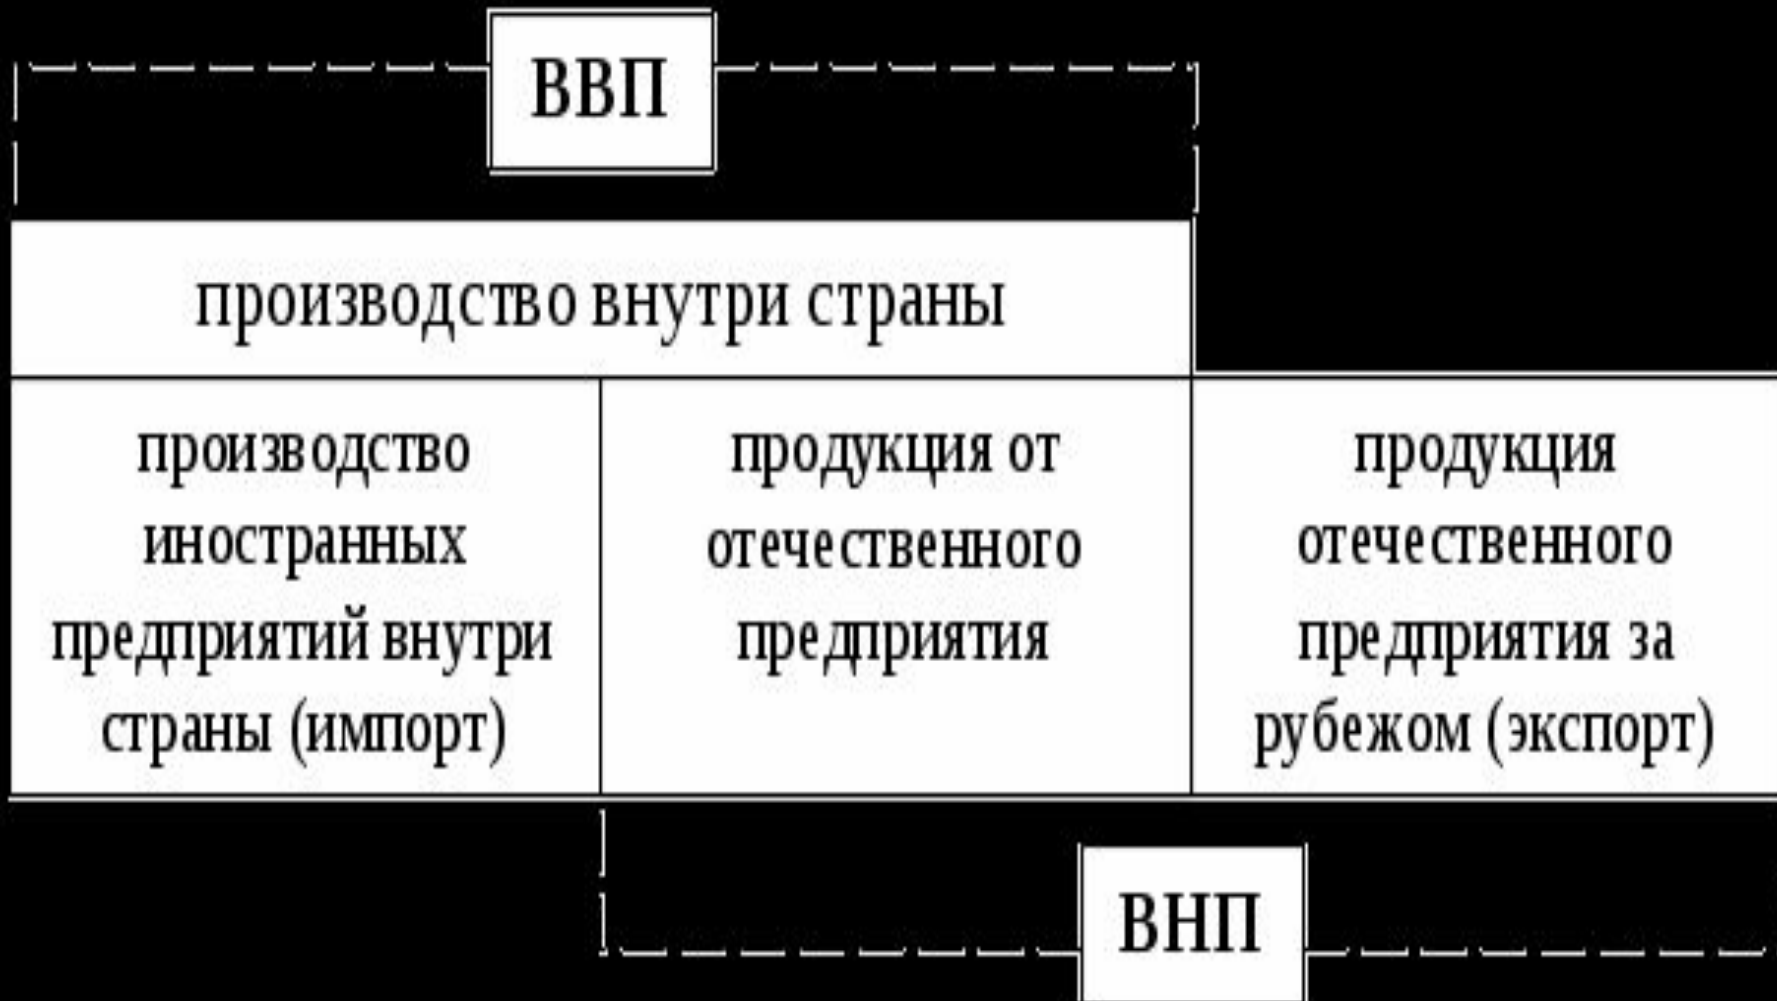 ВВП
производство внутри страны
производство
иностранных
предприятий внутри
страны (импорт)
продукция от
отечественного
предприятия
продукция
отечественного
предприятия за
рубежом (экспорт)
ВНП